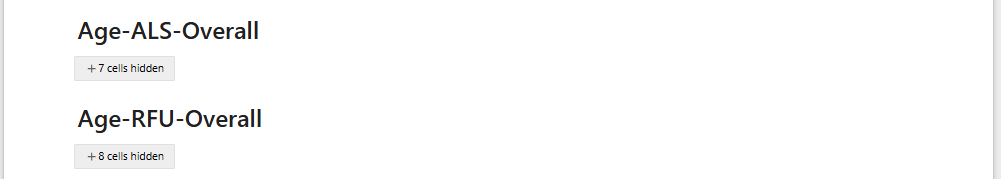 Age-ALS-Overall
+7 cells hidden
Age-RFU-Overall
+8 cells hidden